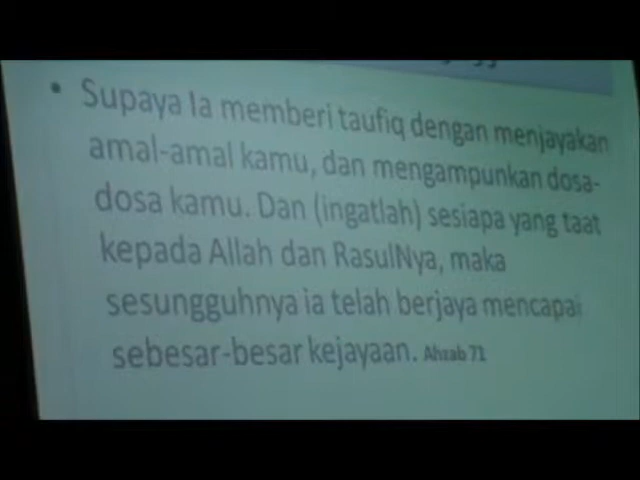 • Supaya Ia memberi taufiq dengan menjayakan
amal-amal kamu, dan mengampunkan dosa-
dosa kamu. Dan (ingatlah) sesiapa yang taat
kepada Allah dan RasulNya, maka
sesungguhnya ia telah berjaya mencapai
sebesar-besar kejayaan. Ahzab 71